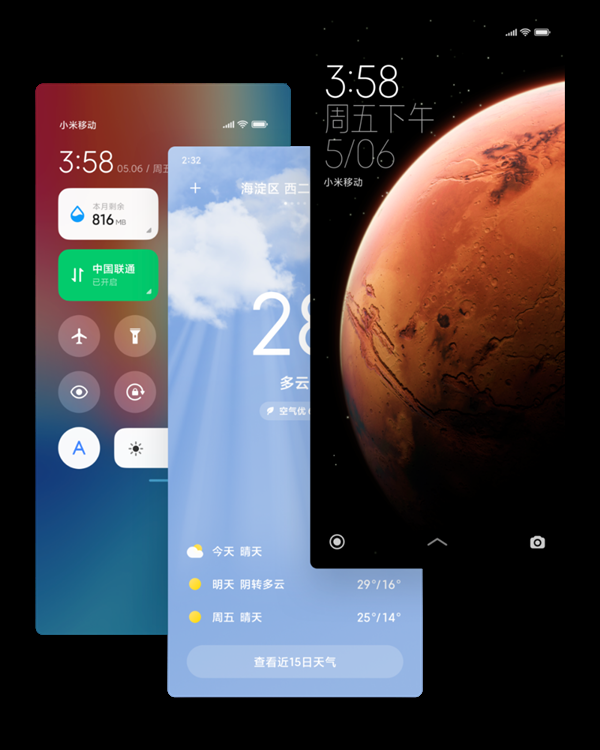 小米移动
3:58 05.06 / 周五
本月剩余
816 MB
中国联通
已开启
A
2:32
海淀区 西二
28
多云
空气优
今天 晴天
明天 阴转多云 29°/16°
周五 晴天 25°/14°
查看近15日天气
3:58
周五下午
5/06
小米移动